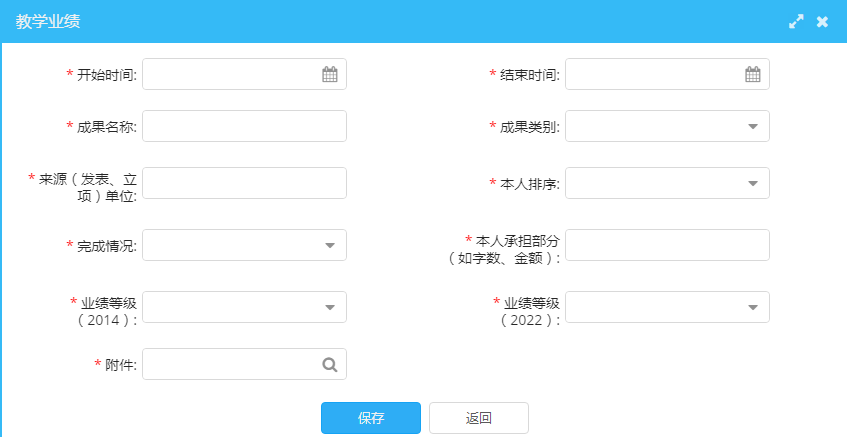 教学业绩
* 开始时间:
* 结束时间:
* 成果名称:
* 成果类别:
* 来源（发表、立
项）单位:
* 本人排序:
* 完成情况:
* 本人承担部分
（如字数、金额）:
* 业绩等级
（2014）:
* 业绩等级
（2022）:
* 附件:
保存
返回